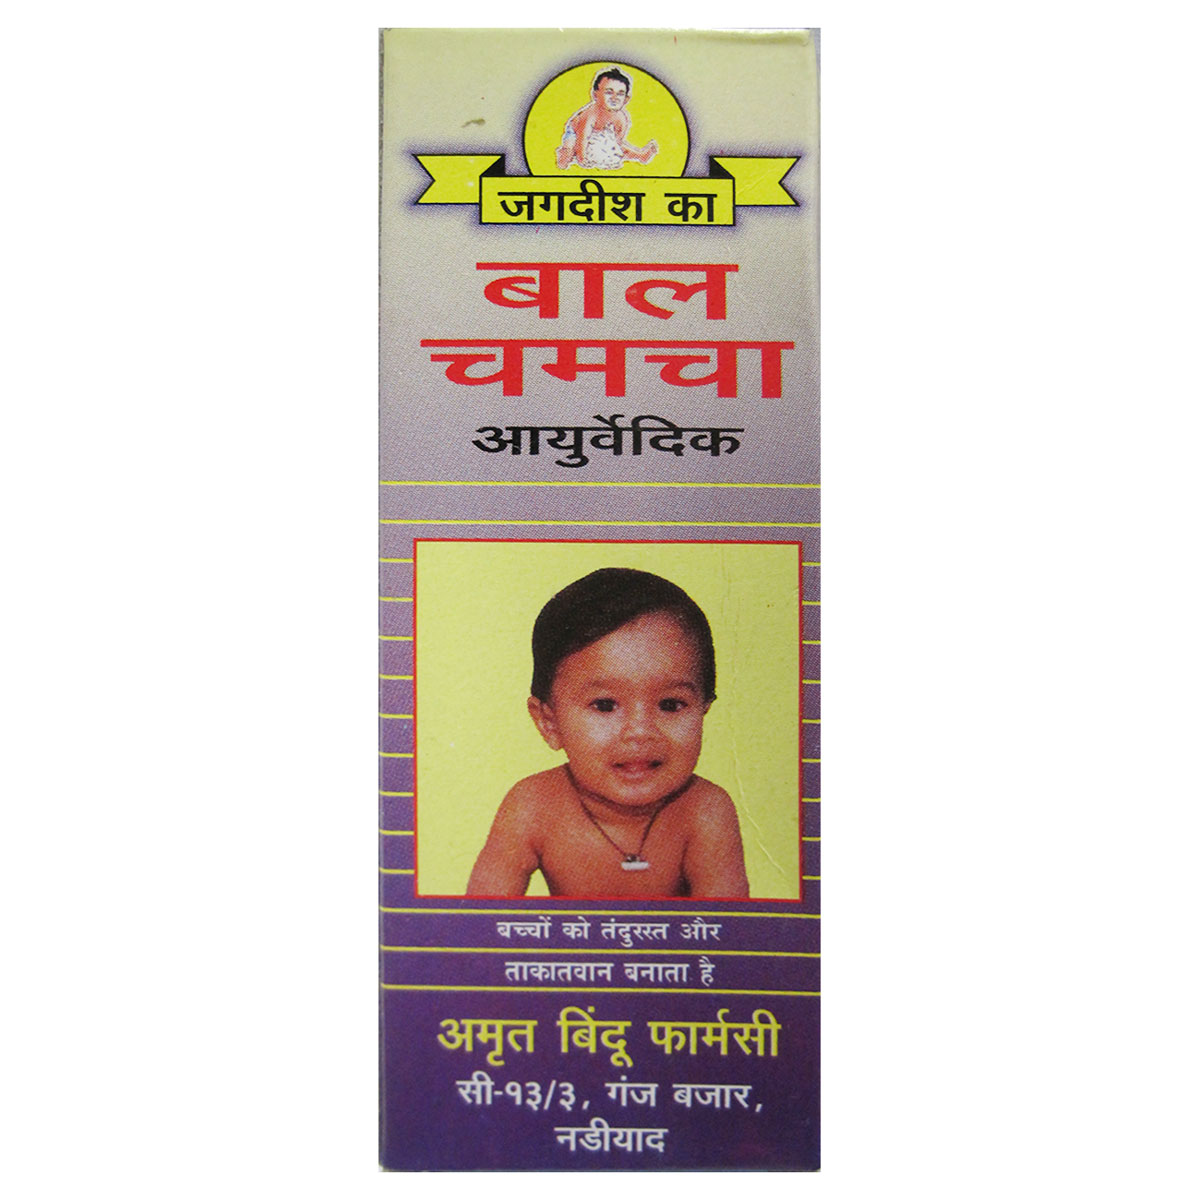 जगदीश का
बाल
चमचा
आयुर्वेदिक
बच्चों को तंदुरस्त और
ताकातवान बनाता है
अमृत बिंदू फार्मसी
सी-१३/३, गंज बजार,
नडीयाद